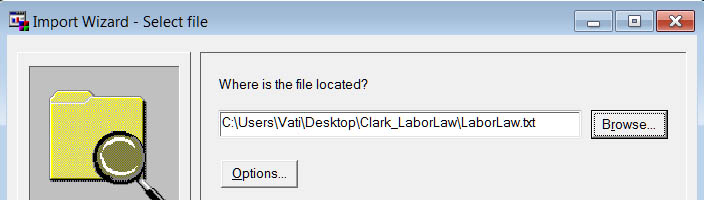 Import Wizard - Select file
Where is the file located?
C:\Users\Vati\Desktop\Clark_LaborLaw\LaborLaw.txt
Browse...
Options...